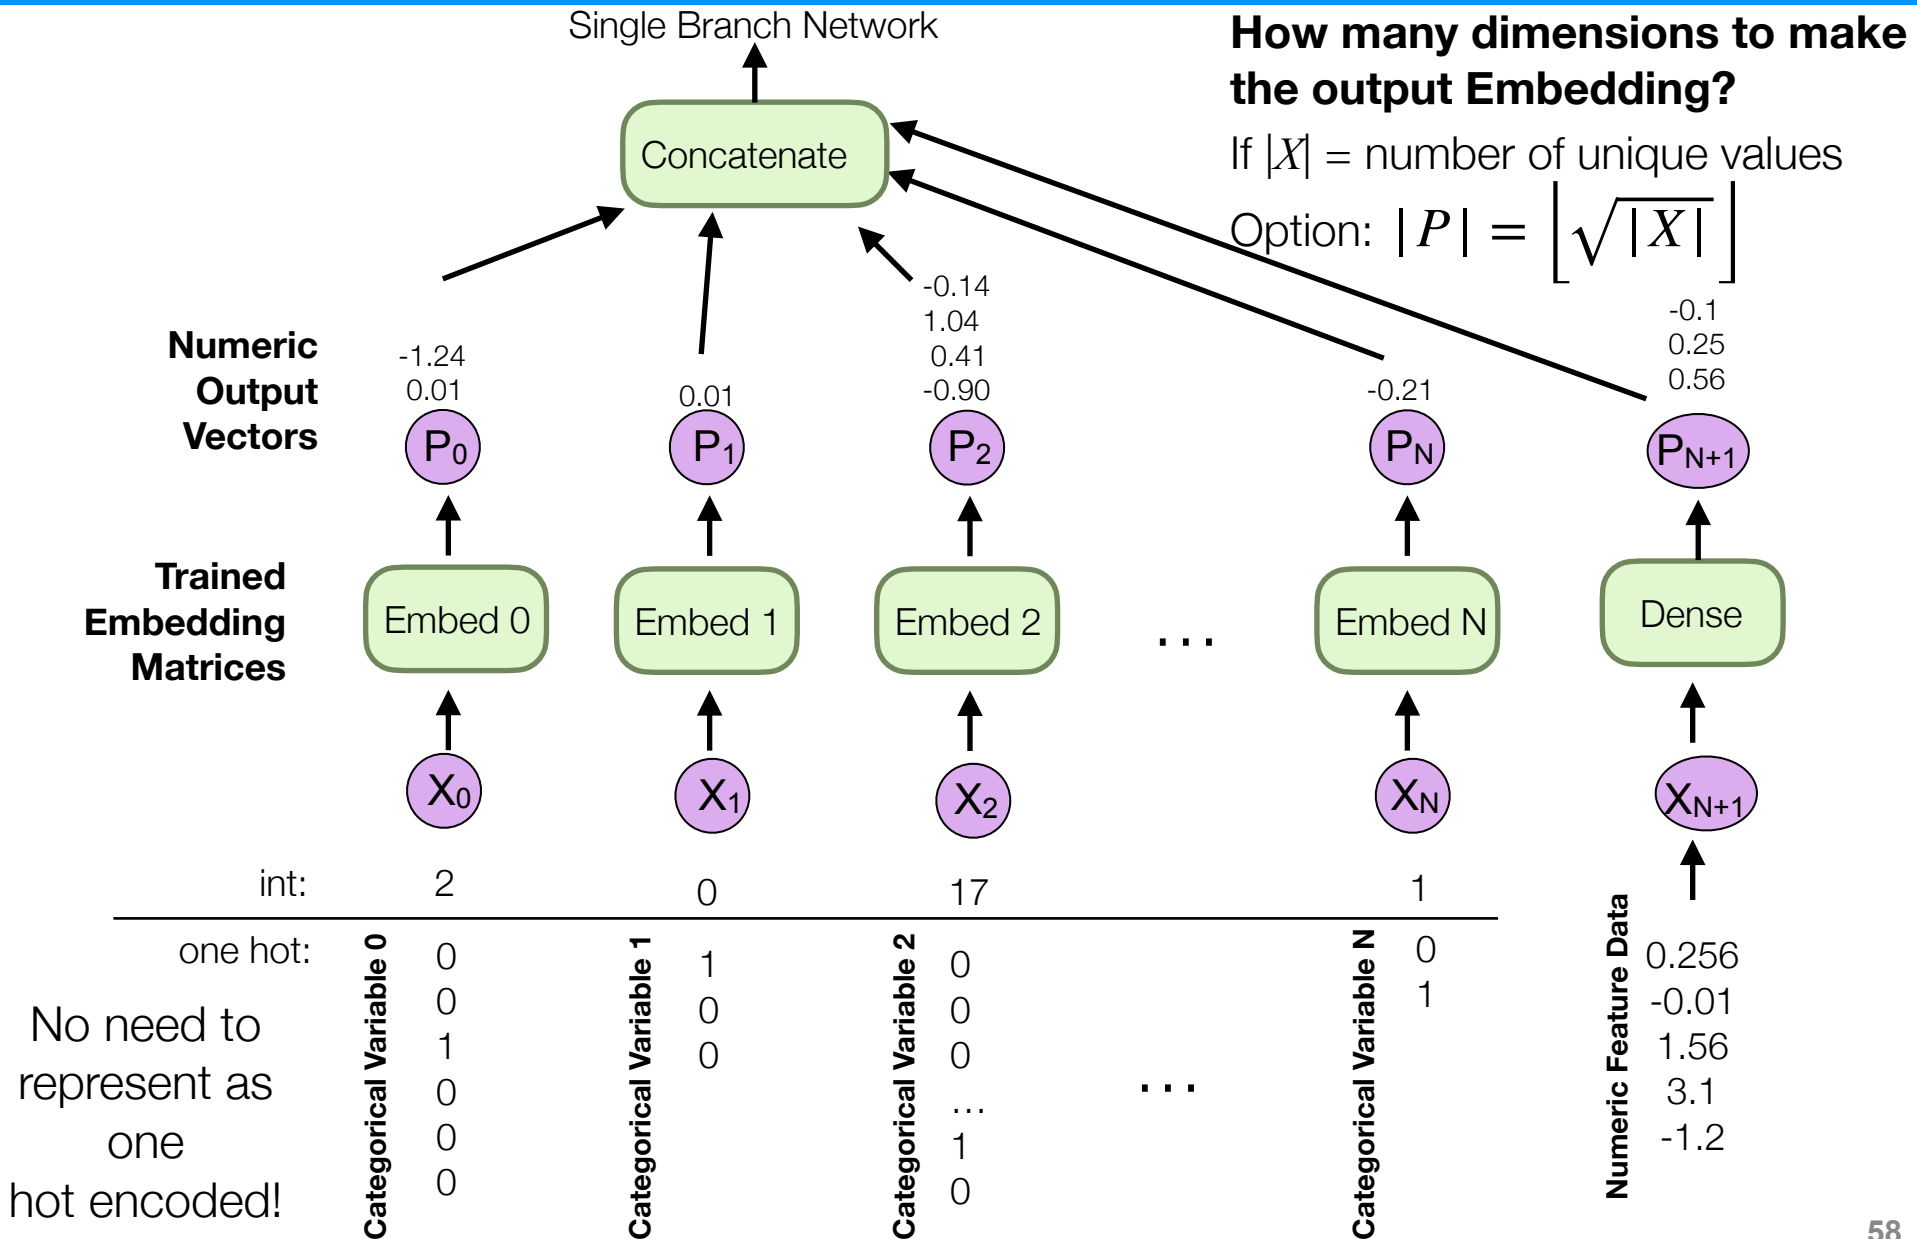 Single Branch Network
How many dimensions to make
the output Embedding?
If |X| = number of unique values
Option: |P| = ⌊√|X|⌋
Concatenate
Numeric
Output
Vectors
-1.24
0.01
0.01
-0.14
1.04
0.41
-0.90
-0.21
-0.1
0.25
0.56
P₀
P₁
P₂
P_N
P_N+1
Trained
Embedding
Matrices
Embed 0
Embed 1
Embed 2
...
Embed N
Dense
X₀
X₁
X₂
X_N
X_N+1
int:
2
0
17
1
one hot:
No need to
represent as
one
hot encoded!
Categorical Variable 0
0
0
1
0
0
0
Categorical Variable 1
1
0
0
Categorical Variable 2
0
0
0
...
1
0
...
Categorical Variable N
0
1
Numeric Feature Data
0.256
-0.01
1.56
3.1
-1.2
58